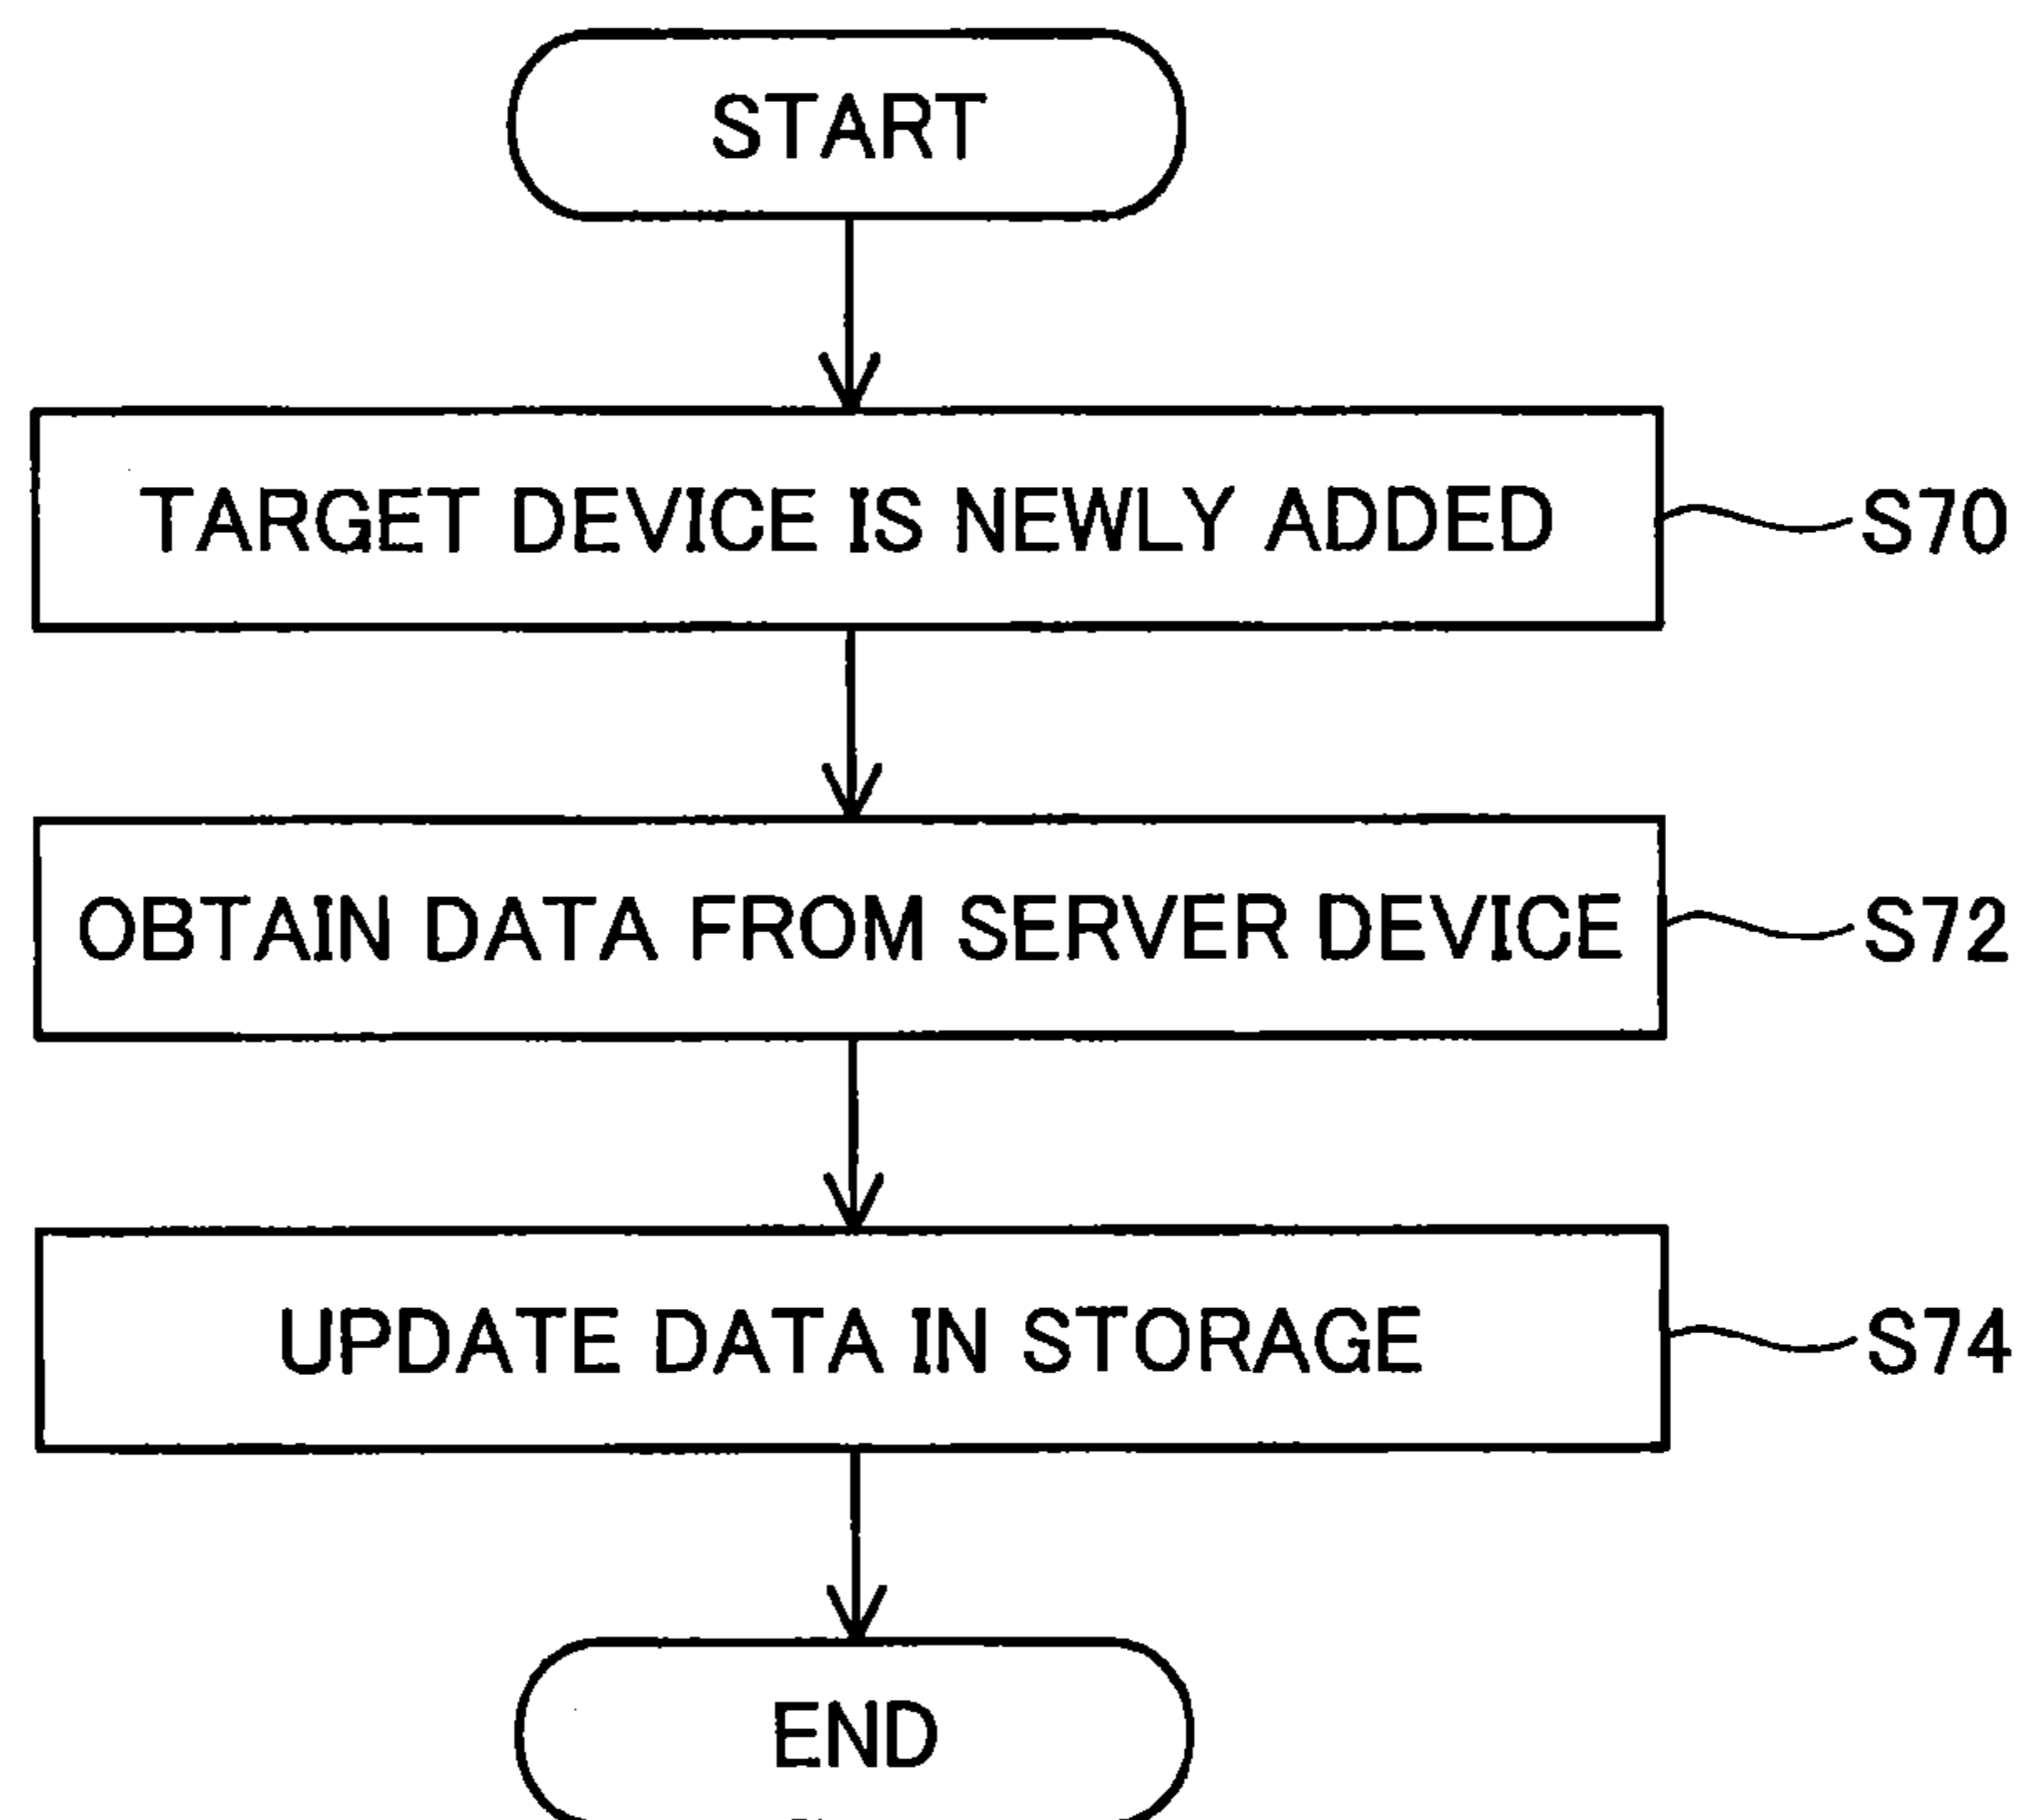 START
TARGET DEVICE IS NEWLY ADDED
S70
OBTAIN DATA FROM SERVER DEVICE
S72
UPDATE DATA IN STORAGE
S74
END